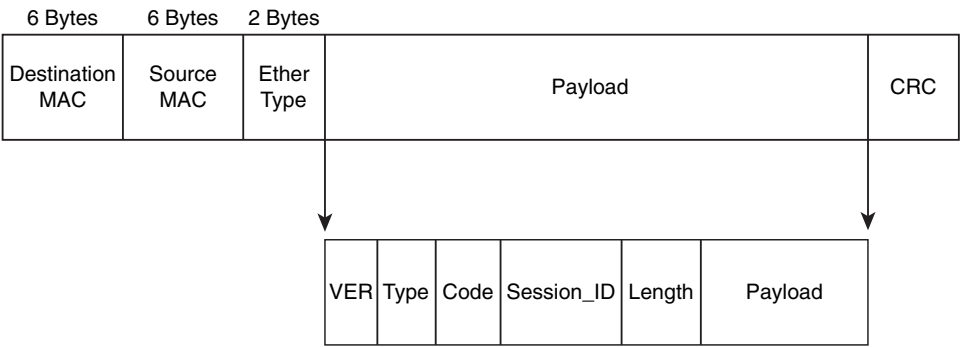 6 Bytes 6 Bytes 2 Bytes
Destination MAC
Source MAC
Ether Type
Payload
CRC
VER Type Code Session_ID Length Payload